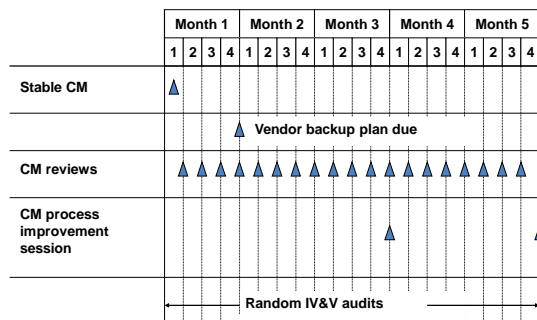 Month 1 Month 2 Month 3 Month 4 Month 5
1 2 3 4 1 2 3 4 1 2 3 4 1 2 3 4 1 2 3 4
Stable CM
Vendor backup plan due
CM reviews
CM process
improvement
session
Random IV&V audits